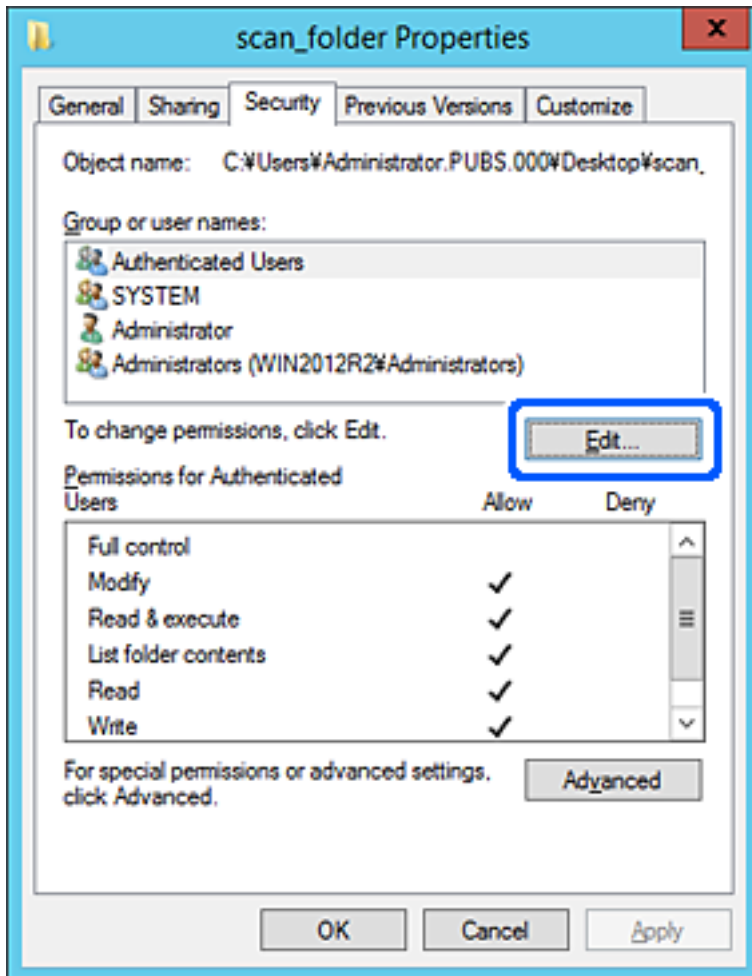 scan_folder Properties
x
General Sharing Security Previous Versions Customize
Object name: C:¥Users¥Administrator.PUBS.000¥Desktop¥scan_
Group or user names:
Authenticated Users
SYSTEM
Administrator
Administrators (WIN2012R2¥Administrators)
To change permissions, click Edit.
Edit...
Permissions for Authenticated
Users Allow Deny
Full control
Modify
Read & execute
List folder contents
Read
Write
For special permissions or advanced settings,
click Advanced.
Advanced
OK Cancel Apply